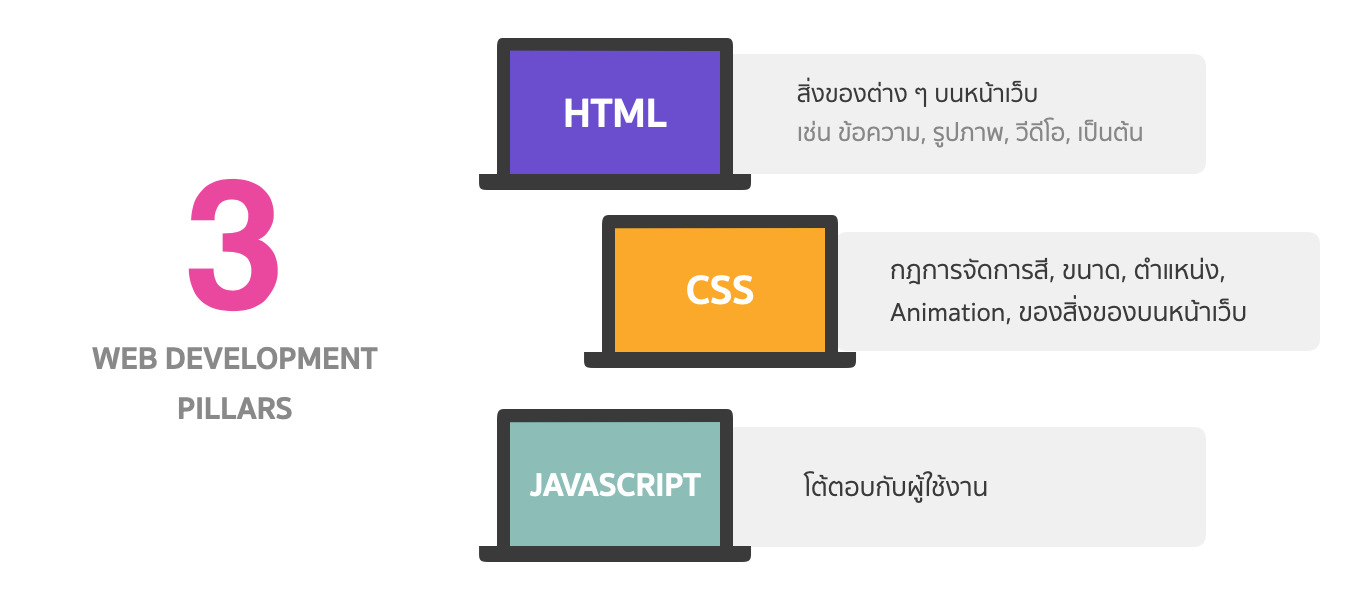 3
WEB DEVELOPMENT
PILLARS
HTML
สิ่งของต่าง ๆ บนหน้าเว็บ
เช่น ข้อความ, รูปภาพ, วีดีโอ, เป็นต้น
CSS
กฎการจัดการสี, ขนาด, ตำแหน่ง,
Animation, ของสิ่งของบนหน้าเว็บ
JAVASCRIPT
โต้ตอบกับผู้ใช้งาน